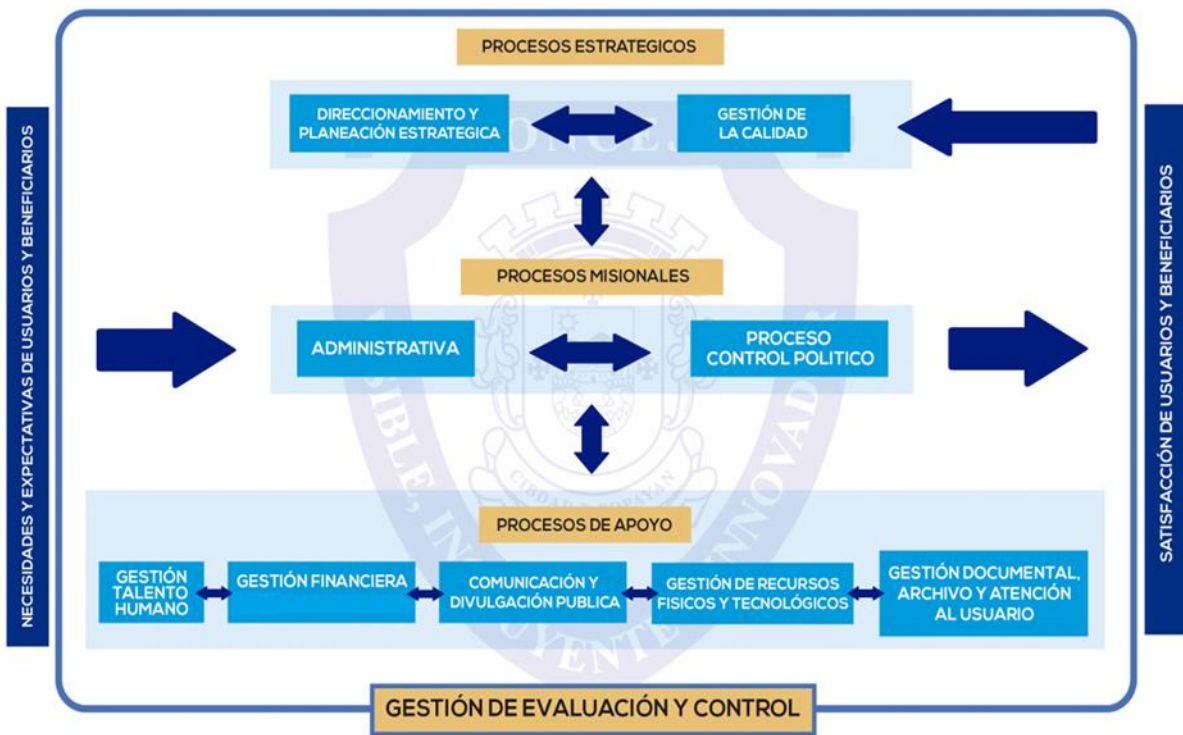 PROCESOS ESTRATEGICOS
DIRECCIONAMIENTO Y
PLANEACIÓN ESTRATEGICA
GESTIÓN DE
LA CALIDAD
NECESIDADES Y EXPECTATIVAS DE USUARIOS Y BENEFICIARIOS
SATISFACCIÓN DE USUARIOS Y BENEFICIARIOS
PROCESOS MISIONALES
ADMINISTRATIVA
PROCESO
CONTROL POLITICO
PROCESOS DE APOYO
GESTIÓN
TALENTO
HUMANO
GESTIÓN FINANCIERA
COMUNICACIÓN Y
DIVULGACIÓN PUBLICA
GESTIÓN DE RECURSOS
FISICOS Y TECNOLÓGICOS
GESTIÓN DOCUMENTAL,
ARCHIVO Y ATENCIÓN
AL USUARIO
GESTIÓN DE EVALUACIÓN Y CONTROL